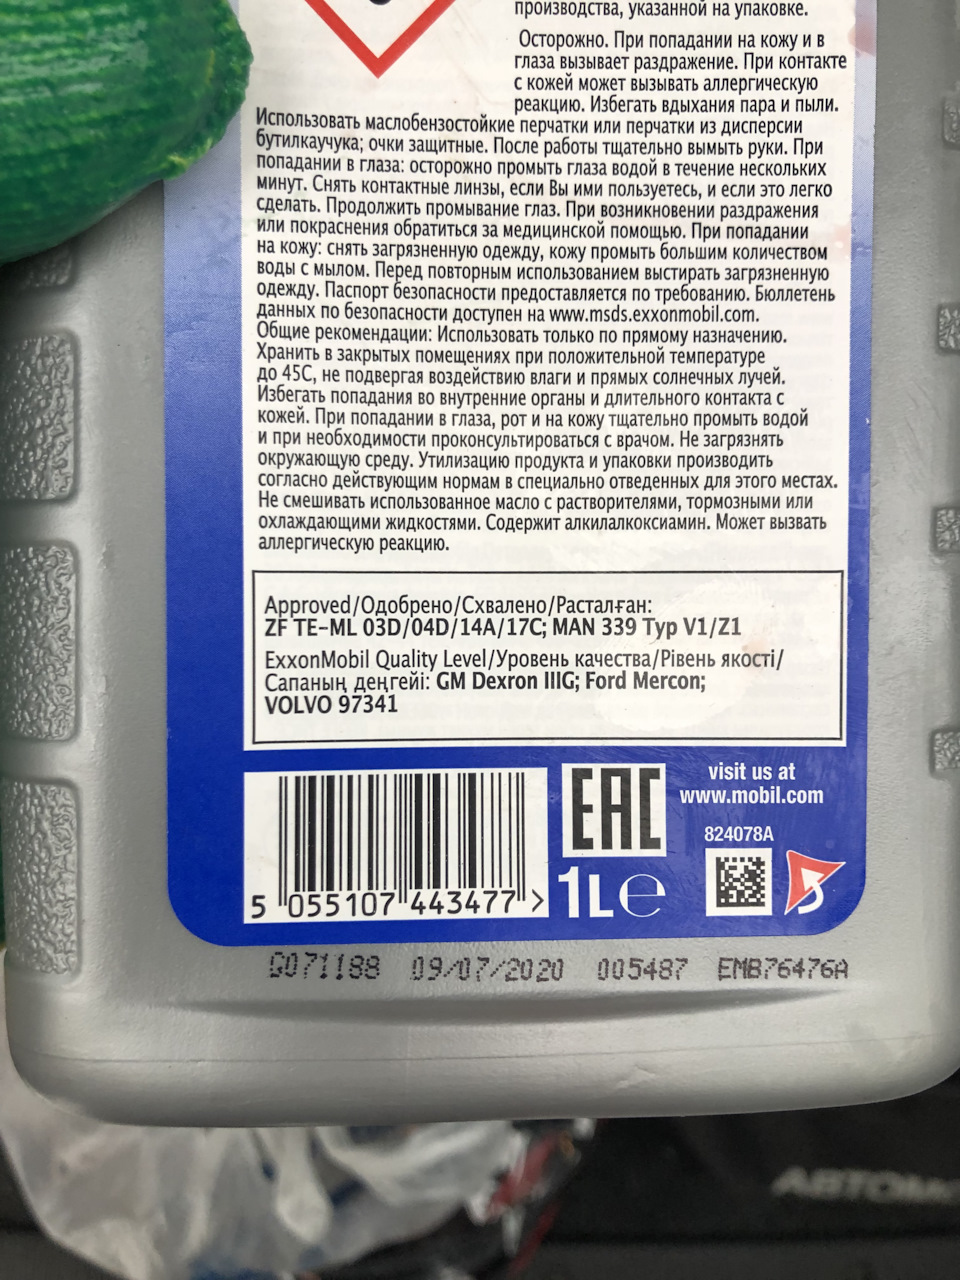 производства, указанной на упаковке.
Осторожно. При попадании на кожу и в
глаза вызывает раздражение. При контакте
с кожей может вызывать аллергическую
реакцию. Избегать вдыхания пара и пыли.
Использовать маслобензостойкие перчатки или перчатки из дисперсии
бутилкаучука; очки защитные. После работы тщательно вымыть руки. При
попадании в глаза: осторожно промыть глаза водой в течение нескольких
минут. Снять контактные линзы, если Вы ими пользуетесь, и если это легко
сделать. Продолжить промывание глаз. При возникновении раздражения
или покраснения обратиться за медицинской помощью. При попадании
на кожу: снять загрязненную одежду, кожу промыть большим количеством
воды с мылом. Перед повторным использованием выстирать загрязненную
одежду. Паспорт безопасности предоставляется по требованию. Бюллетень
данных по безопасности доступен на www.msds.exxonmobil.com.
Общие рекомендации: Использовать только по прямому назначению.
Хранить в закрытых помещениях при положительной температуре
до 45С, не подвергая воздействию влаги и прямых солнечных лучей.
Избегать попадания во внутренние органы и длительного контакта с
кожей. При попадании в глаза, рот и на кожу тщательно промыть водой
и при необходимости проконсультироваться с врачом. Не загрязнять
окружающую среду. Утилизацию продукта и упаковки производить
согласно действующим нормам в специально отведенных для этого местах.
Не смешивать использованное масло с растворителями, тормозными или
охлаждающими жидкостями. Содержит алкилалкоксиамин. Может вызвать
аллергическую реакцию.
Approved/Одобрено/Схвалено/Расталған:
ZF TE-ML 03D/04D/14A/17C; MAN 339 Typ V1/Z1
ExxonMobil Quality Level/Уровень качества/Рівень якості/
Сапаның деңгейі: GM Dexron IIIG; Ford Mercon;
VOLVO 97341
visit us at
www.mobil.com
EAC
824078A
5 055107 443477 >
1L℮
G071188 09/07/2020 005487 EMB76476A